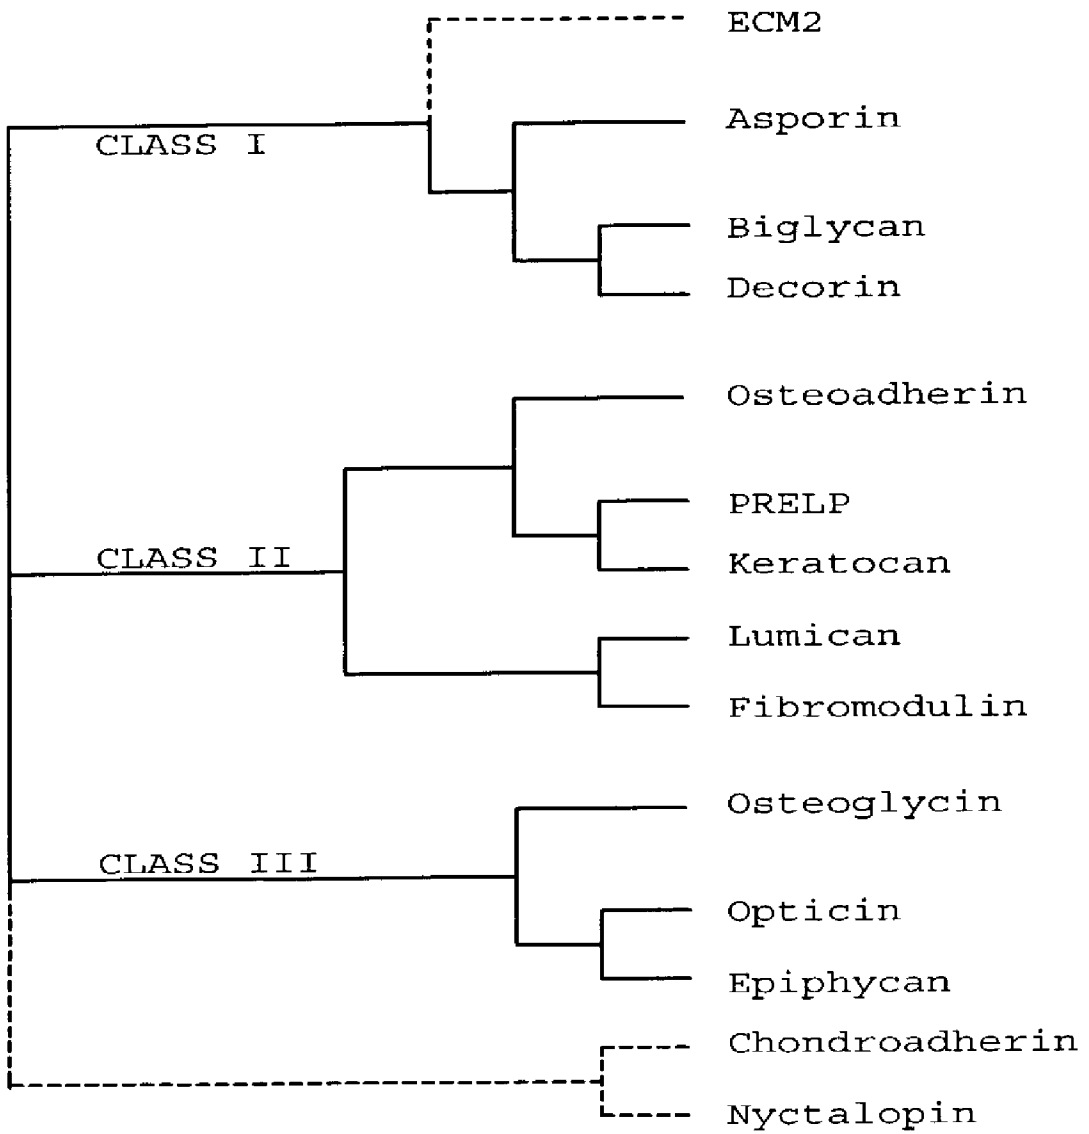 ECM2
Asporin
CLASS I
Biglycan
Decorin
Osteoadherin
PRELP
CLASS II
Keratocan
Lumican
Fibromodulin
Osteoglycin
CLASS III
Opticin
Epiphycan
Chondroadherin
Nyctalopin